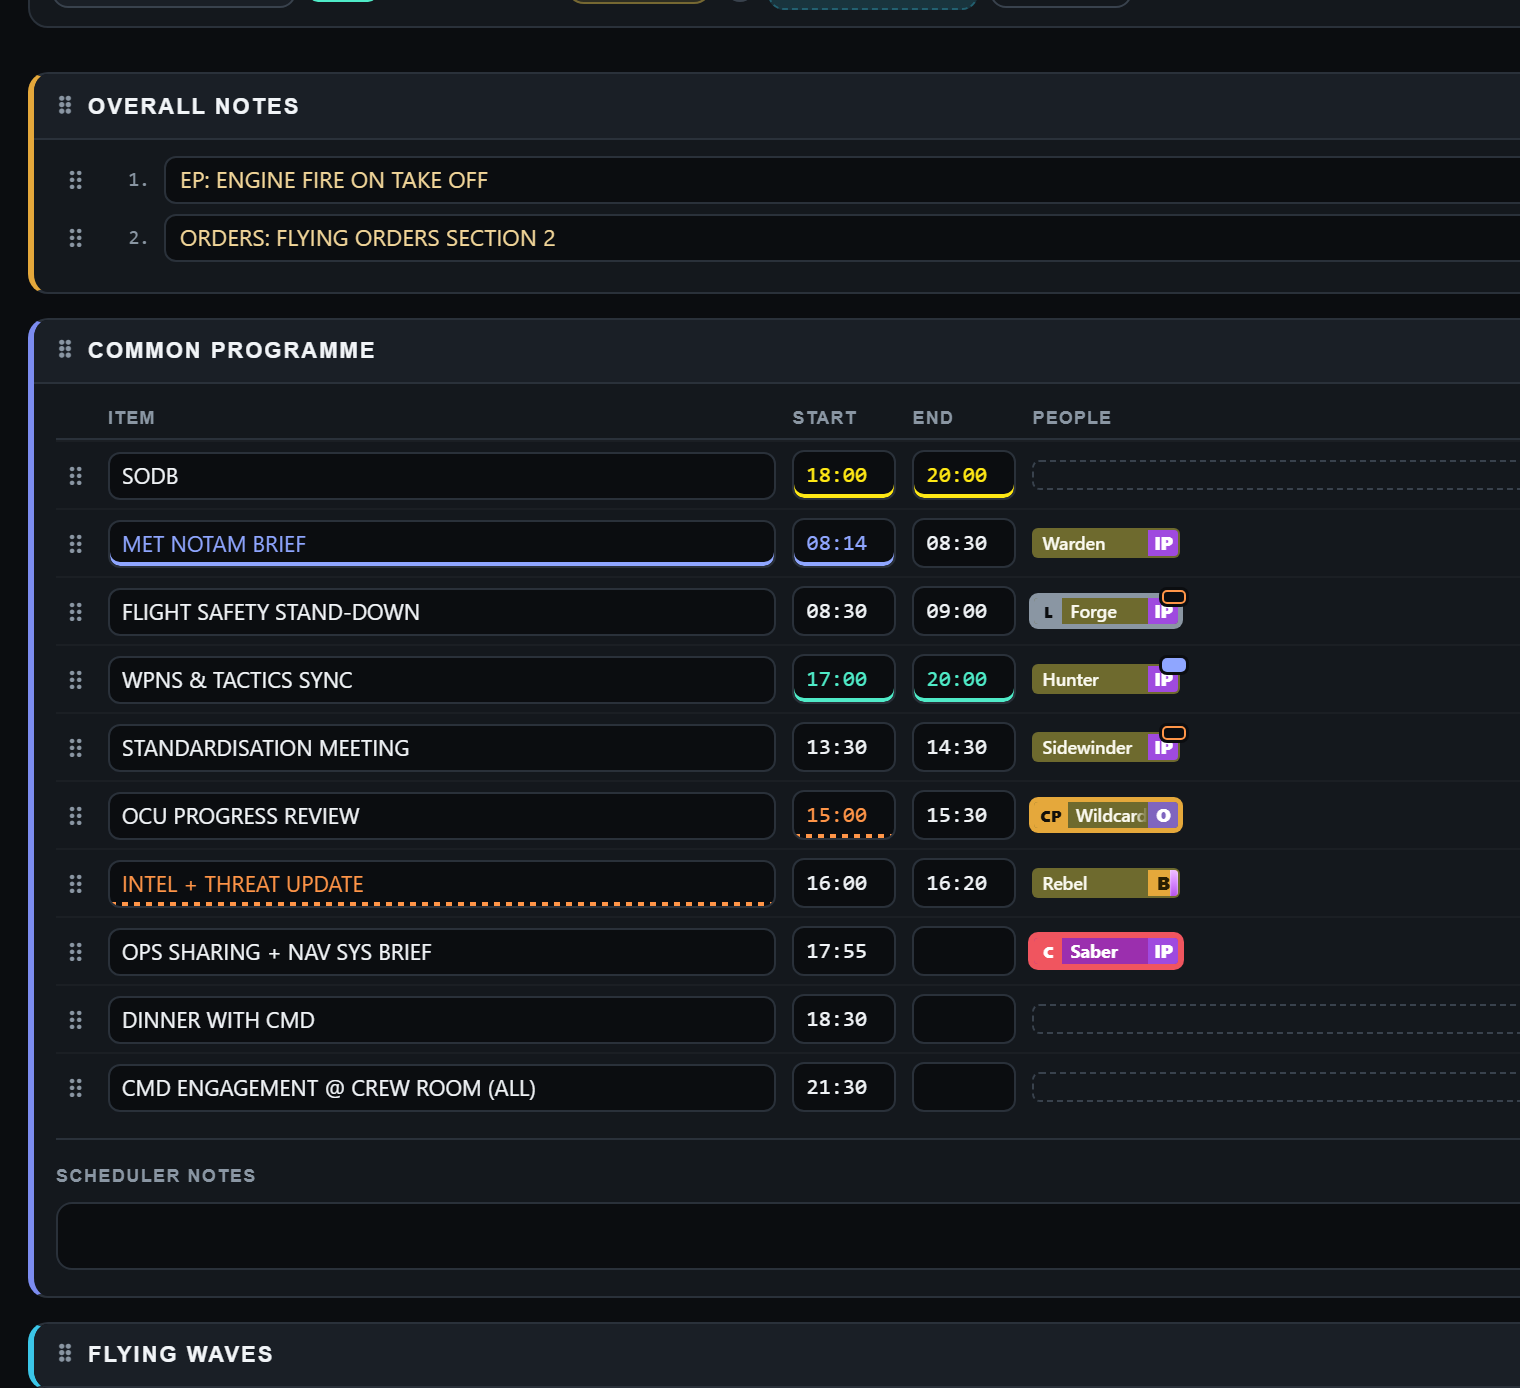 OVERALL NOTES
1. EP: ENGINE FIRE ON TAKE OFF
2. ORDERS: FLYING ORDERS SECTION 2
COMMON PROGRAMME
ITEM START END PEOPLE
SODB 18:00 20:00
MET NOTAM BRIEF 08:14 08:30 Warden IP
FLIGHT SAFETY STAND-DOWN 08:30 09:00 L Forge IP
WPNS & TACTICS SYNC 17:00 20:00 Hunter IP
STANDARDISATION MEETING 13:30 14:30 Sidewinder IP
OCU PROGRESS REVIEW 15:00 15:30 CP Wildcard O
INTEL + THREAT UPDATE 16:00 16:20 Rebel B
OPS SHARING + NAV SYS BRIEF 17:55 C Saber IP
DINNER WITH CMD 18:30
CMD ENGAGEMENT @ CREW ROOM (ALL) 21:30
SCHEDULER NOTES
FLYING WAVES